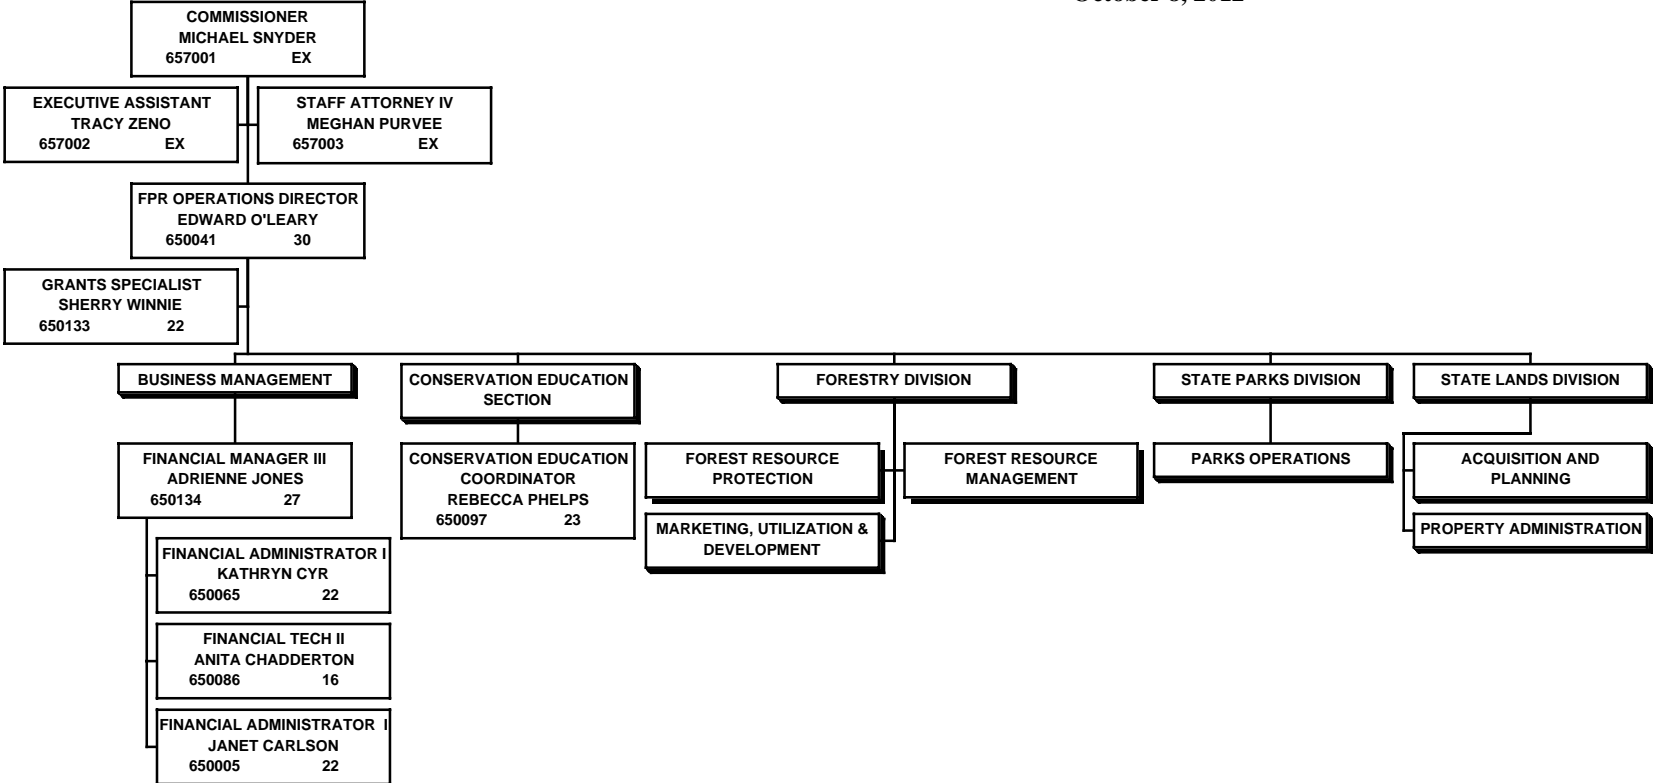 October
COMMISSIONER
MICHAEL SNYDER
657001 EX
EXECUTIVE ASSISTANT
TRACY ZENO
657002 EX
STAFF ATTORNEY IV
MEGHAN PURVEE
657003 EX
FPR OPERATIONS DIRECTOR
EDWARD O'LEARY
650041 30
GRANTS SPECIALIST
SHERRY WINNIE
650133 22
BUSINESS MANAGEMENT
FINANCIAL MANAGER III
ADRIENNE JONES
650134 27
FINANCIAL ADMINISTRATOR I
KATHRYN CYR
650065 22
FINANCIAL TECH II
ANITA CHADDERTON
650086 16
FINANCIAL ADMINISTRATOR I
JANET CARLSON
650005 22
CONSERVATION EDUCATION
SECTION
CONSERVATION EDUCATION
COORDINATOR
REBECCA PHELPS
650097 23
FORESTRY DIVISION
FOREST RESOURCE
PROTECTION
FOREST RESOURCE
MANAGEMENT
MARKETING, UTILIZATION &
DEVELOPMENT
STATE PARKS DIVISION
PARKS OPERATIONS
STATE LANDS DIVISION
ACQUISITION AND
PLANNING
PROPERTY ADMINISTRATION